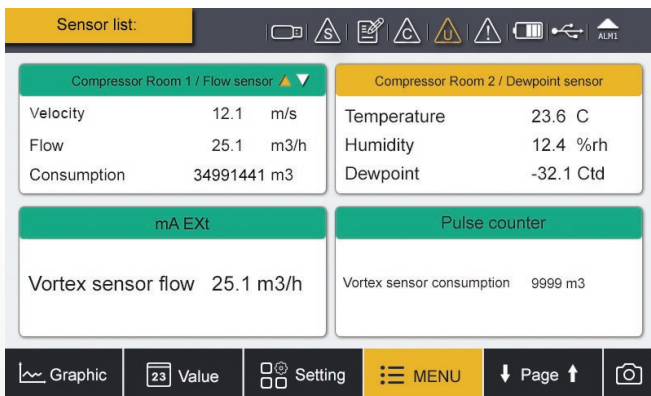 Sensor list:
S
C
U
ALM1
Compressor Room 1 / Flow sensor
Velocity 12.1 m/s
Flow 25.1 m3/h
Consumption 34991441 m3
Compressor Room 2 / Dewpoint sensor
Temperature 23.6 C
Humidity 12.4 %rh
Dewpoint -32.1 Ctd
mA EXt
Vortex sensor flow 25.1 m3/h
Pulse counter
Vortex sensor consumption 9999 m3
Graphic
23 Value
Setting
MENU
Page